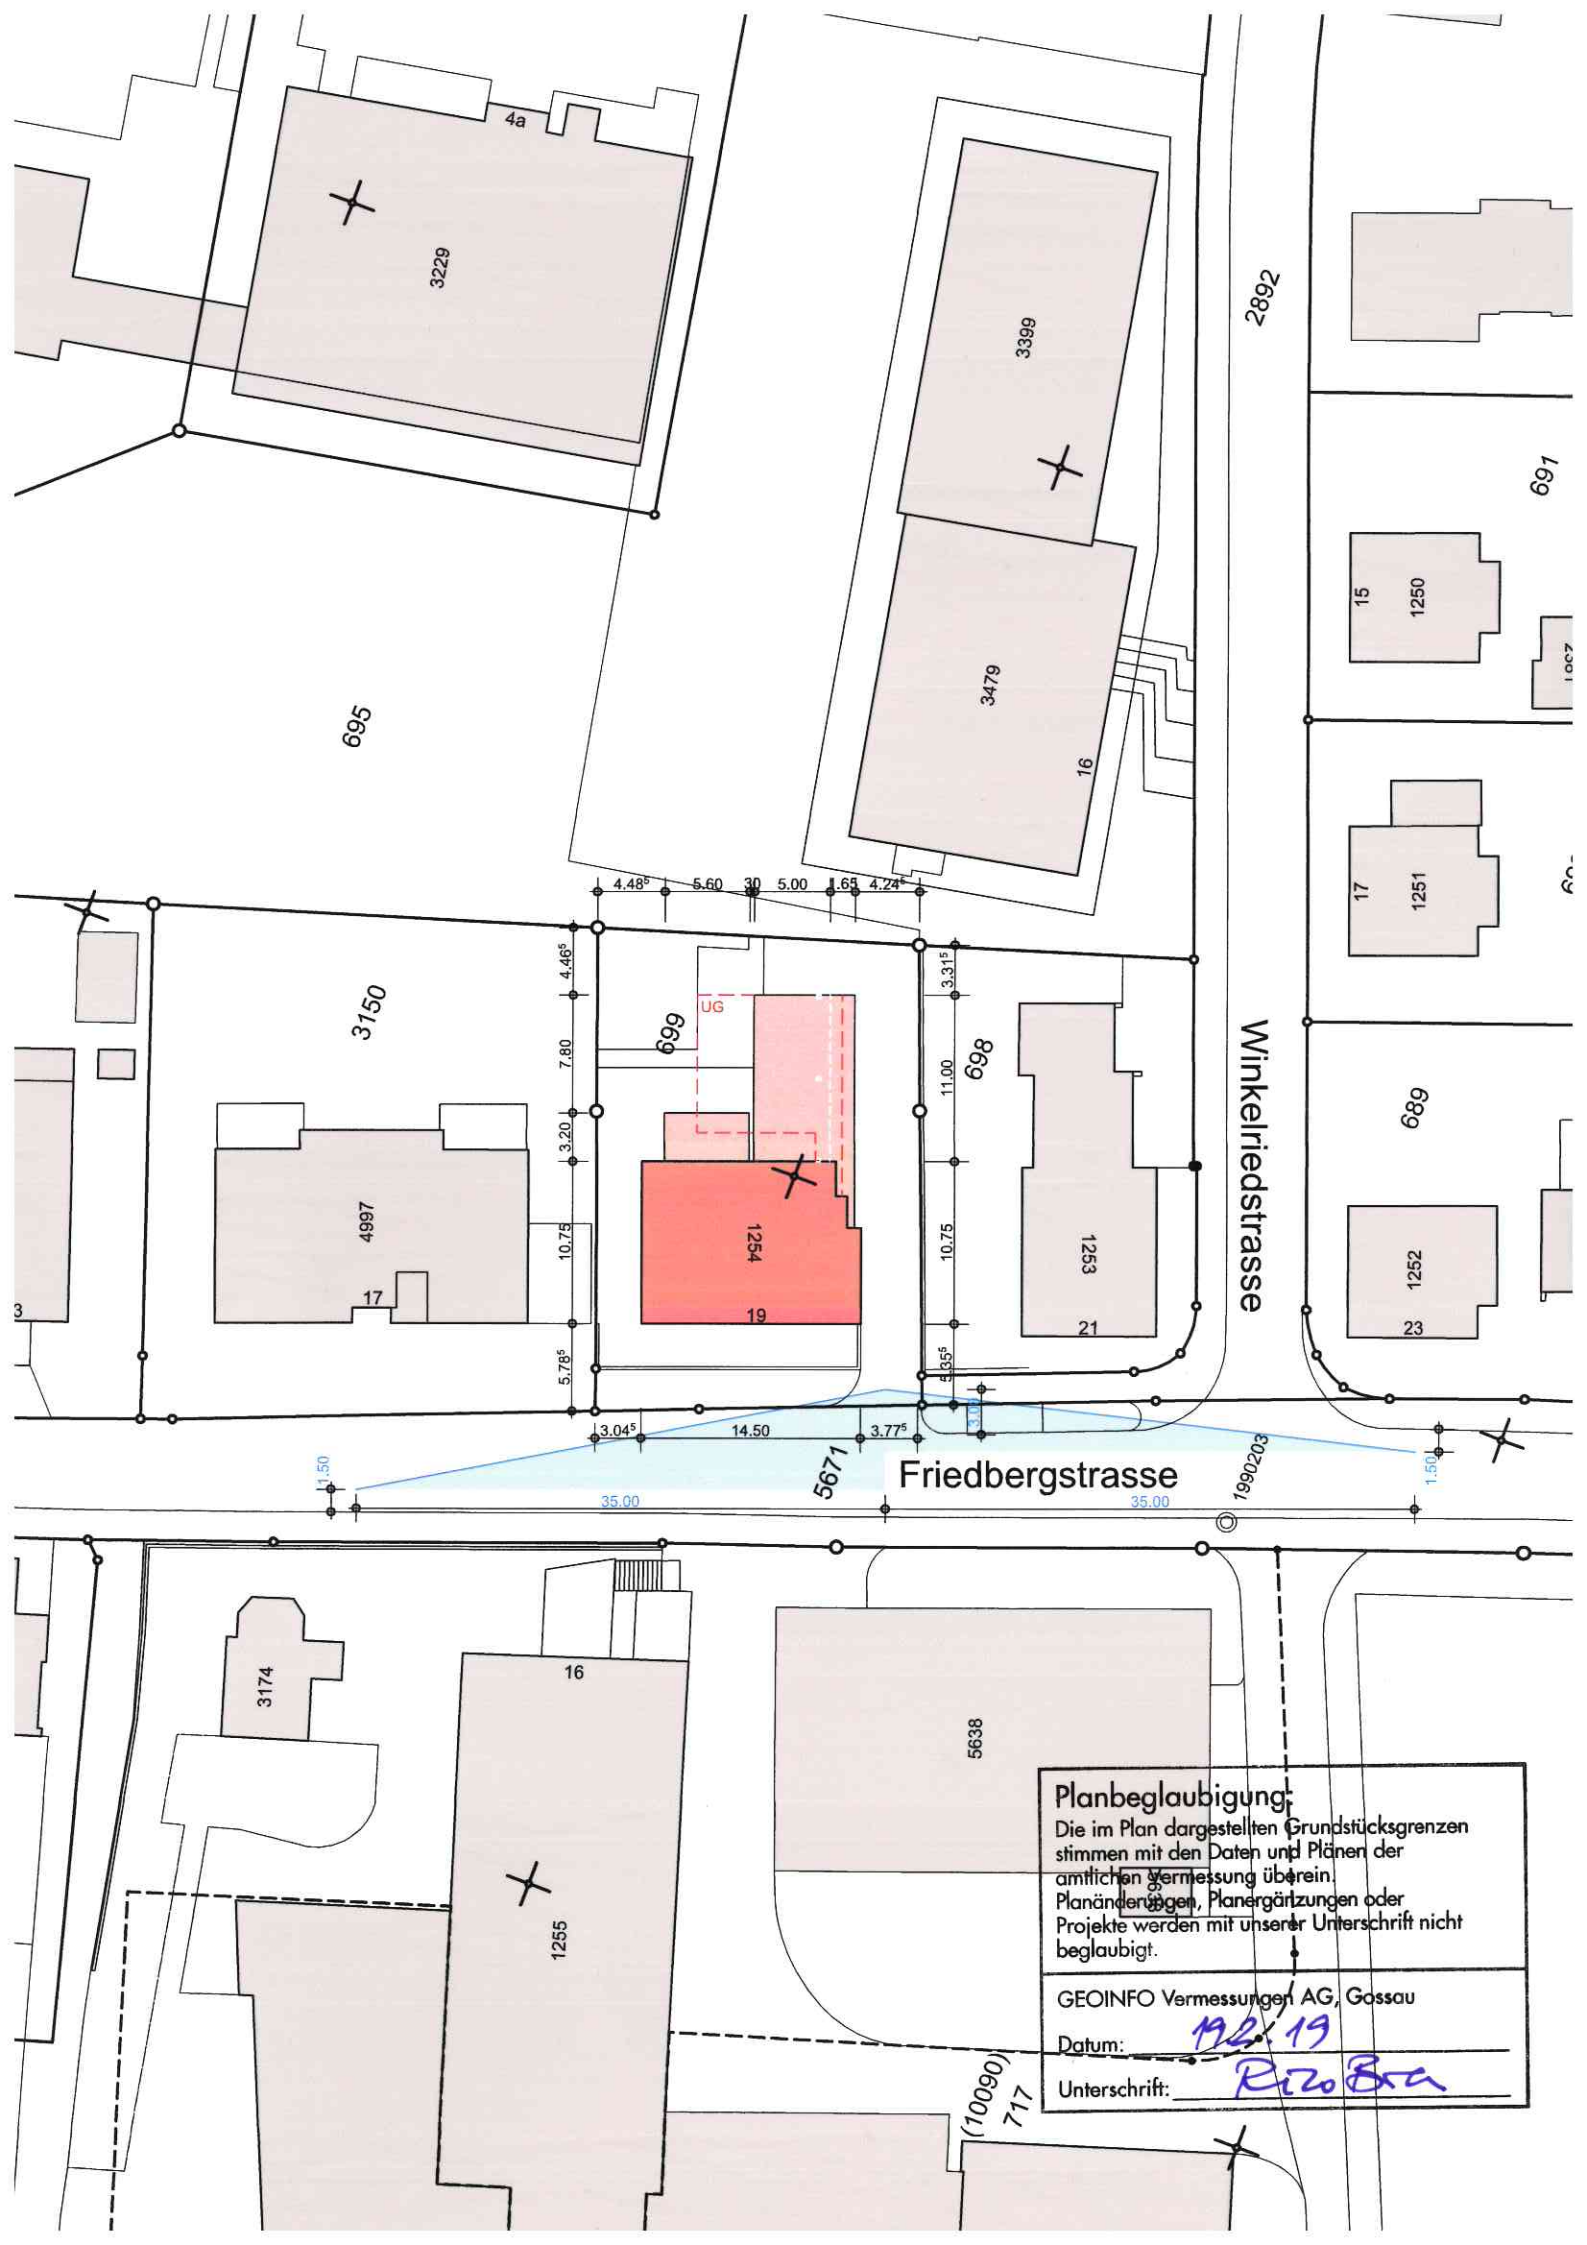 4a
3229
3399
2892
691
15
1250
695
3479
16
17
1251
4.48⁵ 5.60 30 5.00 1.65 4.24⁵
4.46⁵
3.31⁵
3150
699
UG
698
7.80
11.00
3.20
689
Winkelriedstrasse
4997
10.75
1254
10.75
1253
1252
17
19
21
23
3
5.78⁵
5.35⁵
3.00
3.04⁵ 14.50 3.77⁵
1.50
5671
Friedbergstrasse
1990203
1.50
35.00
35.00
3174
16
5638
1255
Planbeglaubigung:
Die im Plan dargestellten Grundstücksgrenzen
stimmen mit den Daten und Plänen der
amtlichen Vermessung überein.
Planänderungen, Planergänzungen oder
Projekte werden mit unserer Unterschrift nicht
beglaubigt.
GEOINFO Vermessungen AG, Gossau
Datum: 19.2.19
Unterschrift:
(10090)
717